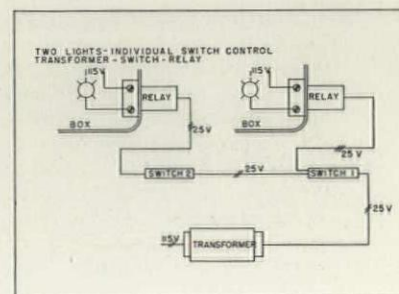 TWO LIGHTS-INDIVIDUAL SWITCH CONTROL
TRANSFORMER-SWITCH-RELAY
115V
RELAY
BOX
25V
115V
RELAY
BOX
25V
SWITCH 2
25V
SWITCH 1
25V
115V
TRANSFORMER